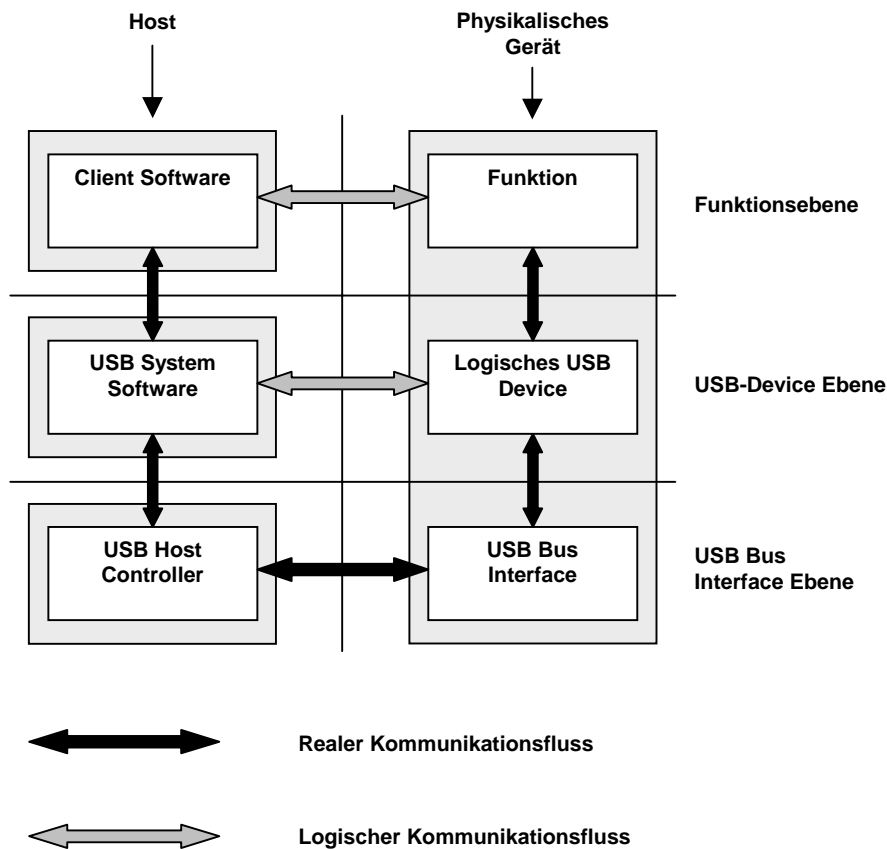 Host
Physikalisches
Gerät
Client Software
Funktion
Funktionsebene
USB System
Software
Logisches USB
Device
USB-Device Ebene
USB Host
Controller
USB Bus
Interface
USB Bus
Interface Ebene
Realer Kommunikationsfluss
Logischer Kommunikationsfluss